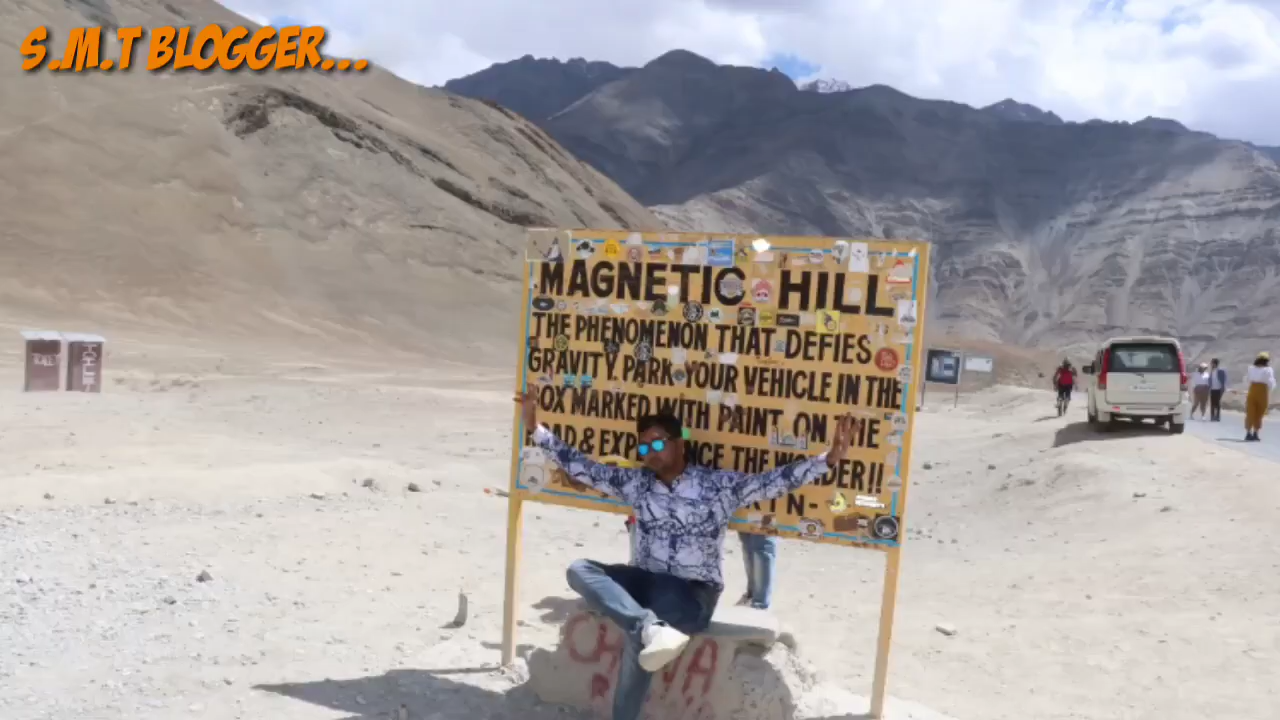 S.M.T BLOGGER...
MAGNETIC HILL
THE PHENOMENON THAT DEFIES
GRAVITY. PARK YOUR VEHICLE IN THE
BOX MARKED WITH PAINT ON THE
ROAD & EXPERIENCE THE WONDER!!
TOILET